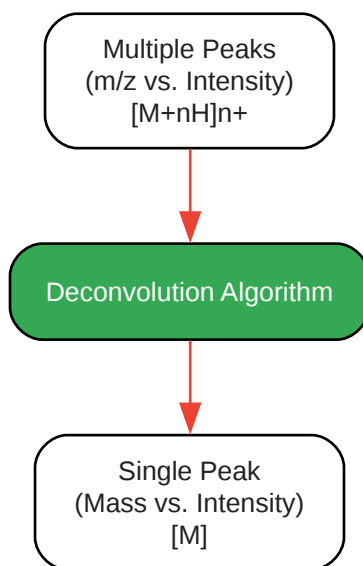 Multiple Peaks
(m/z vs. Intensity)
[M+nH]n+
Deconvolution Algorithm
Single Peak
(Mass vs. Intensity)
[M]